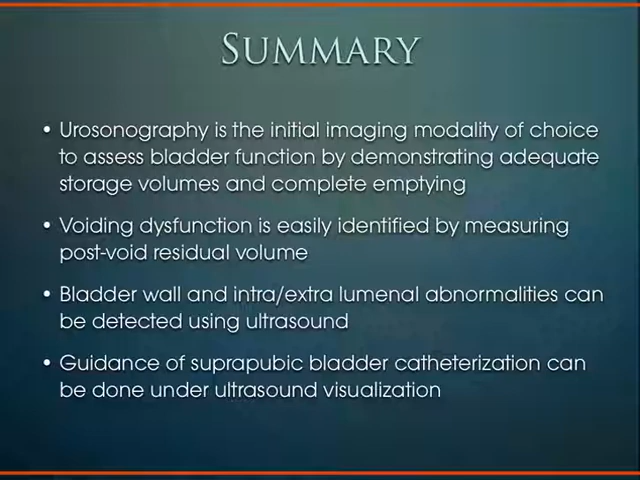 SUMMARY
• Urosonography is the initial imaging modality of choice
to assess bladder function by demonstrating adequate
storage volumes and complete emptying
• Voiding dysfunction is easily identified by measuring
post-void residual volume
• Bladder wall and intra/extra lumenal abnormalities can
be detected using ultrasound
• Guidance of suprapubic bladder catheterization can
be done under ultrasound visualization